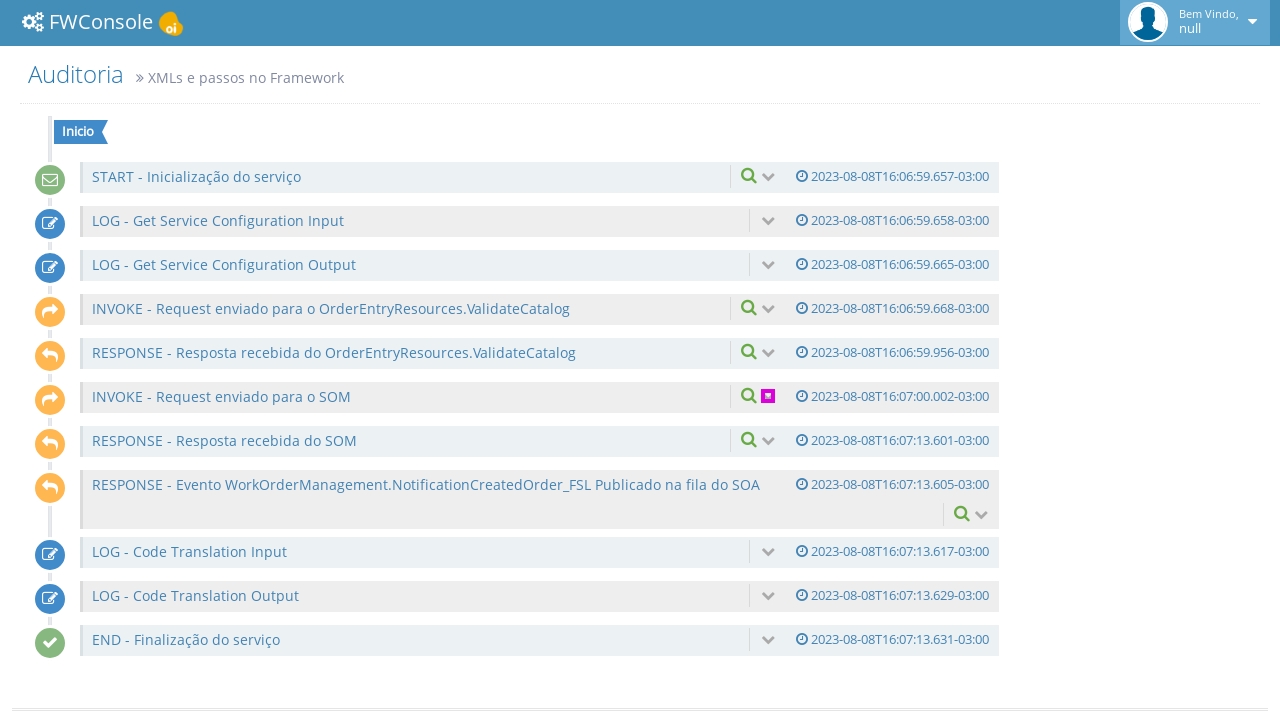 FWConsole oi
Bem Vindo,
null
Auditoria » XMLs e passos no Framework
Inicio
START - Inicialização do serviço 2023-08-08T16:06:59.657-03:00
LOG - Get Service Configuration Input 2023-08-08T16:06:59.658-03:00
LOG - Get Service Configuration Output 2023-08-08T16:06:59.665-03:00
INVOKE - Request enviado para o OrderEntryResources.ValidateCatalog 2023-08-08T16:06:59.668-03:00
RESPONSE - Resposta recebida do OrderEntryResources.ValidateCatalog 2023-08-08T16:06:59.956-03:00
INVOKE - Request enviado para o SOM 2023-08-08T16:07:00.002-03:00
RESPONSE - Resposta recebida do SOM 2023-08-08T16:07:13.601-03:00
RESPONSE - Evento WorkOrderManagement.NotificationCreatedOrder_FSL Publicado na fila do SOA 2023-08-08T16:07:13.605-03:00
LOG - Code Translation Input 2023-08-08T16:07:13.617-03:00
LOG - Code Translation Output 2023-08-08T16:07:13.629-03:00
END - Finalização do serviço 2023-08-08T16:07:13.631-03:00